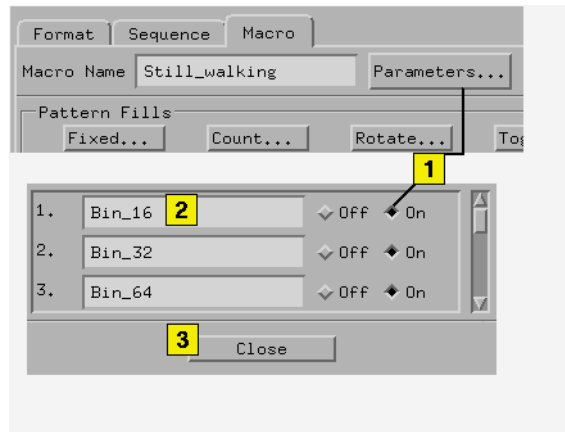 Format Sequence Macro
Macro Name Still_walking Parameters...
Pattern Fills
Fixed... Count... Rotate... Tog
1
1. Bin_16 2 Off On
2. Bin_32 Off On
3. Bin_64 Off On
3 Close